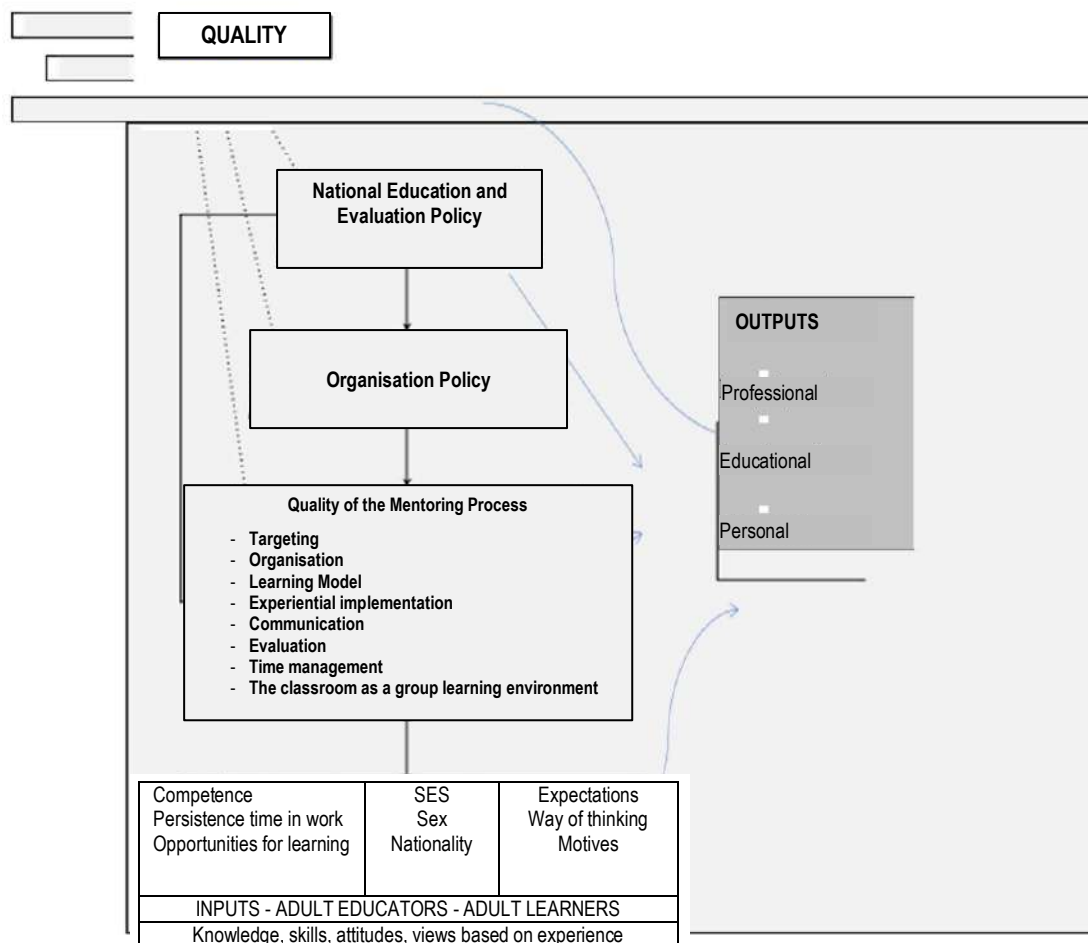 QUALITY
National Education and
Evaluation Policy
Organisation Policy
Quality of the Mentoring Process
- Targeting
- Organisation
- Learning Model
- Experiential implementation
- Communication
- Evaluation
- Time management
- The classroom as a group learning environment
OUTPUTS
Professional
Educational
Personal
Competence
Persistence time in work
Opportunities for learning
SES
Sex
Nationality
Expectations
Way of thinking
Motives
INPUTS - ADULT EDUCATORS - ADULT LEARNERS
Knowledge, skills, attitudes, views based on experience